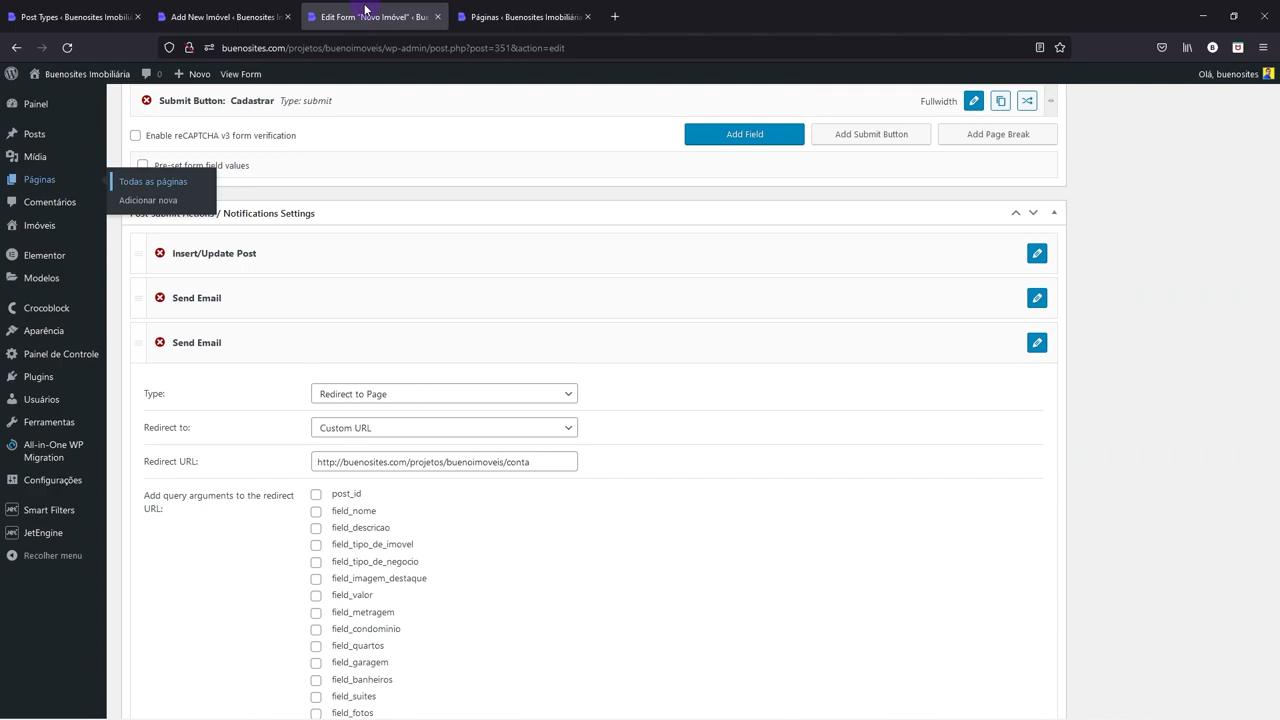 Post Types ‹ Buenosites Imobiliá
Add New Imóvel ‹ Buenosites Im
Edit Form "Novo Imóvel" ‹ Bue
Páginas ‹ Buenosites Imobiliária
buenosites.com/projetos/buenoimoveis/wp-admin/post.php?post=351&action=edit
Buenosites Imobiliária
0
Novo
View Form
Olá, buenosites
Painel
Posts
Mídia
Páginas
Todas as páginas
Adicionar nova
Comentários
Imóveis
Elementor
Modelos
Crocoblock
Aparência
Painel de Controle
Plugins
Usuários
Ferramentas
All-in-One WP
Migration
Configurações
Smart Filters
JetEngine
Recolher menu
Submit Button: Cadastrar Type: submit
Fullwidth
Enable reCAPTCHA v3 form verification
Add Field
Add Submit Button
Add Page Break
Pre-set form field values
Post Submit Actions / Notifications Settings
Insert/Update Post
Send Email
Send Email
Type:
Redirect to Page
Redirect to:
Custom URL
Redirect URL:
http://buenosites.com/projetos/buenoimoveis/conta
Add query arguments to the redirect
URL:
post_id
field_nome
field_descricao
field_tipo_de_imovel
field_tipo_de_negocio
field_imagem_destaque
field_valor
field_metragem
field_condominio
field_quartos
field_garagem
field_banheiros
field_suites
field_fotos